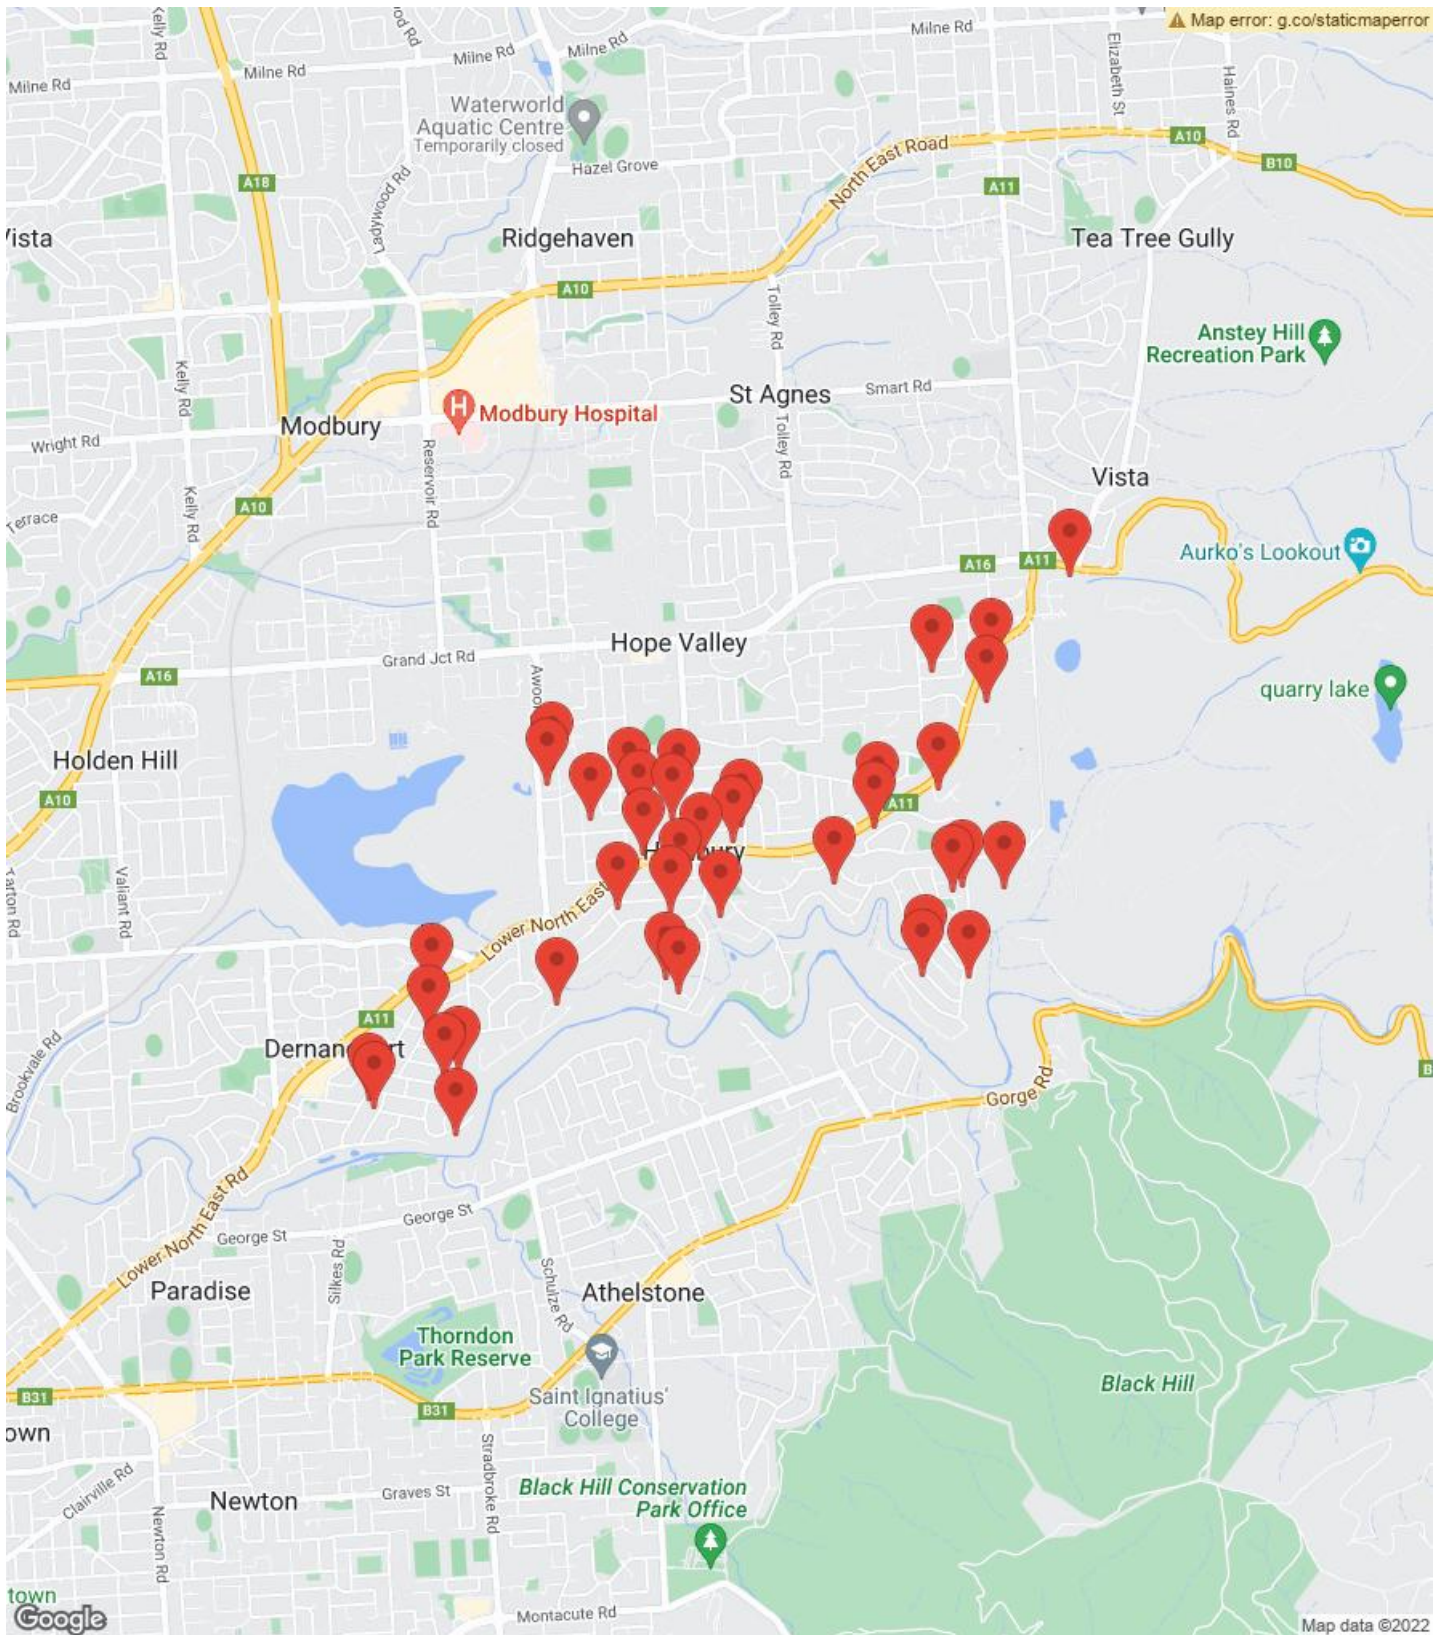 Map error: g.co/staticmaperror
Kelly Rd
Milne Rd
Milne Rd
Milne Rd
Milne Rd
Milne Rd
Elizabeth St
Haines Rd
Waterworld
Aquatic Centre
Temporarily closed
Hazel Grove
North East Road
A10
B10
A18
Ladywood Rd
A11
Ridgehaven
Tea Tree Gully
A10
Tolley Rd
Anstey Hill
Recreation Park
Kelly Rd
St Agnes
Smart Rd
Modbury
Modbury Hospital
Wright Rd
Reservoir Rd
Tolley Rd
Kelly Rd
Vista
A10
Terrace
Aurko's Lookout
A16
A11
Hope Valley
Grand Jct Rd
A16
quarry lake
Holden Hill
A10
A11
Valiant Rd
Lower North East
A11
Dernan
rt
Brookvale Rd
Gorge Rd
Lower North East Rd
George St
George St
Silkes Rd
Schulze Rd
Paradise
Athelstone
Thorndon
Park Reserve
Saint Ignatius'
College
Black Hill
B31
B31
own
Stradbroke Rd
Clairville Rd
Newton
Graves St
Black Hill Conservation
Park Office
Newton Rd
town
Montacute Rd
Google
Map data ©2022